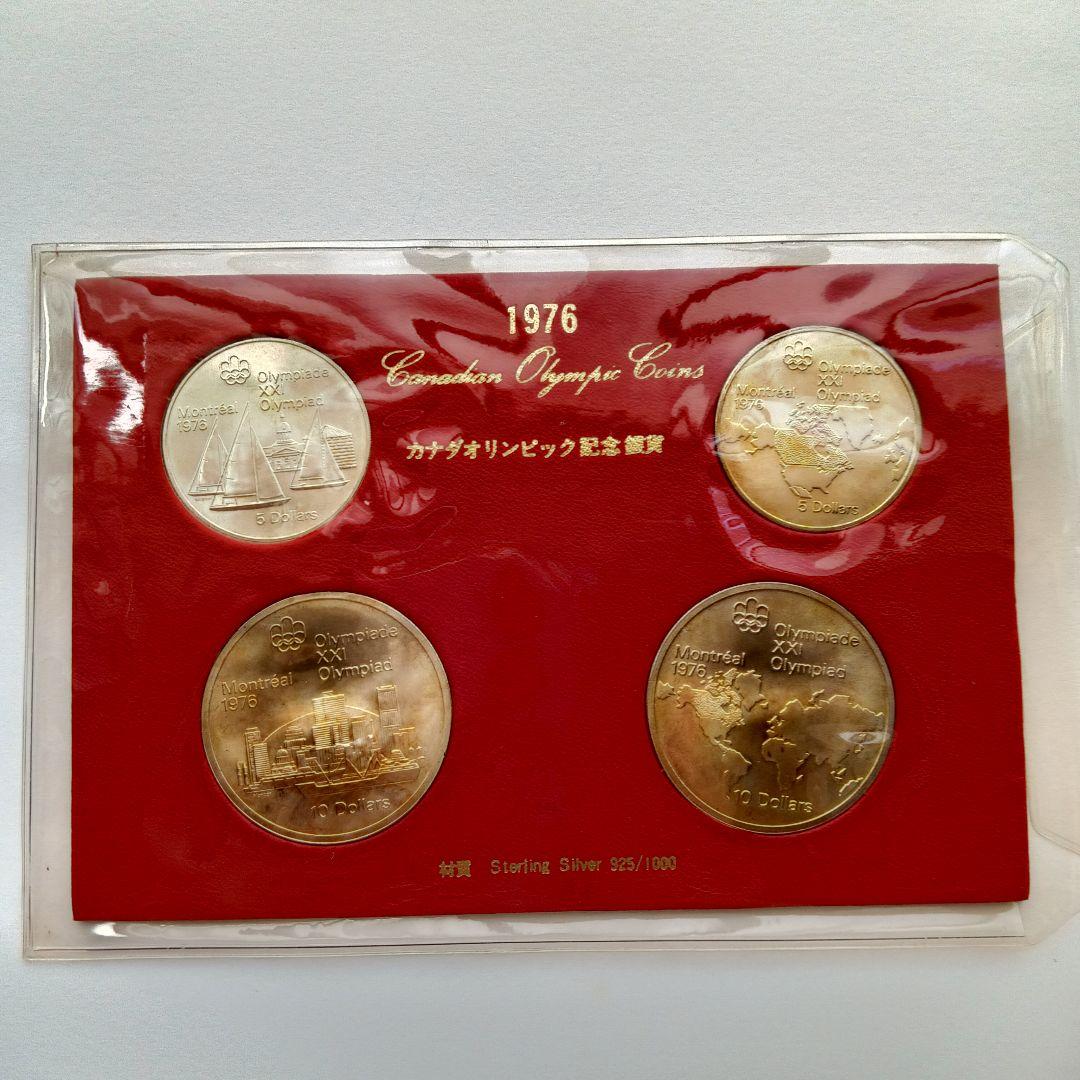 1976
Canadian Olympic Coins
カナダオリンピック記念銀貨
Olympiade
XXI
Olympiad
Montréal
1976
5 Dollars
Olympiade
XXI
Olympiad
Montréal
1976
5 Dollars
Olympiade
XXI
Olympiad
Montréal
1976
10 Dollars
Olympiade
XXI
Olympiad
Montréal
1976
10 Dollars
材質 Sterling Silver 925/1000